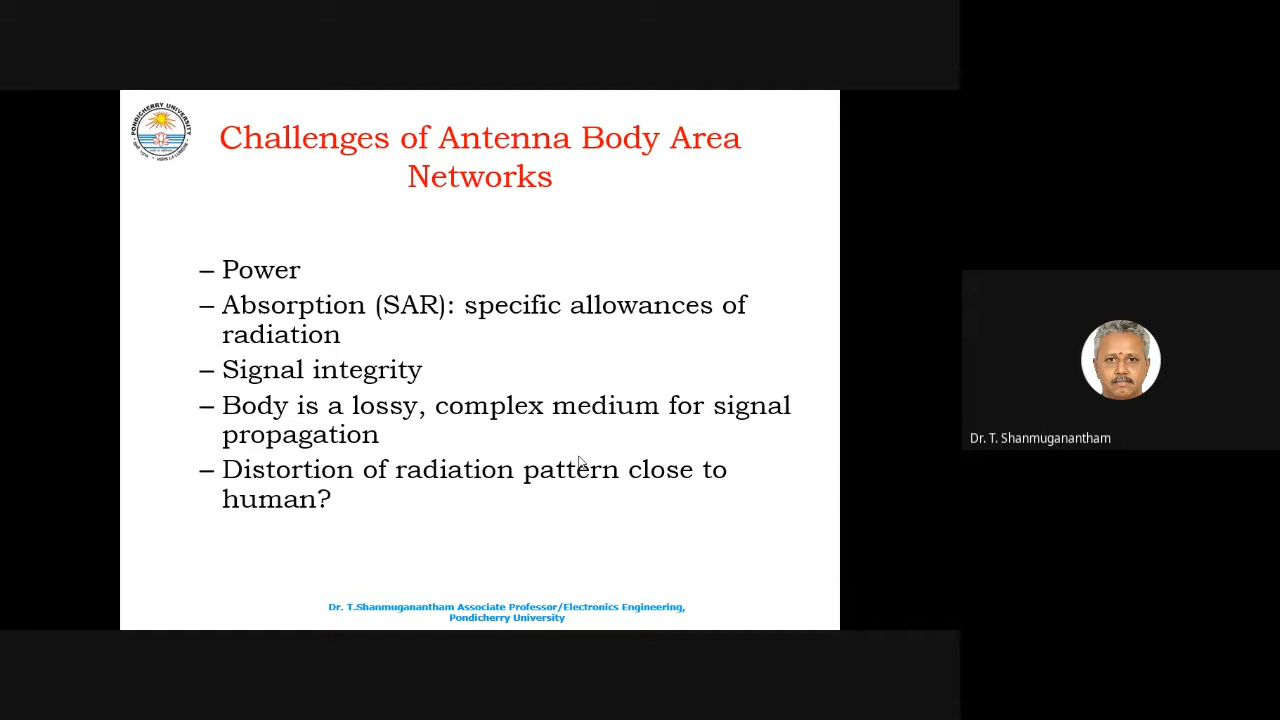 PONDICHERRY UNIVERSITY
Challenges of Antenna Body Area
Networks
– Power
– Absorption (SAR): specific allowances of
radiation
– Signal integrity
– Body is a lossy, complex medium for signal
propagation
– Distortion of radiation pattern close to
human?
Dr. T.Shanmuganantham Associate Professor/Electronics Engineering,
Pondicherry University
Dr. T. Shanmuganantham